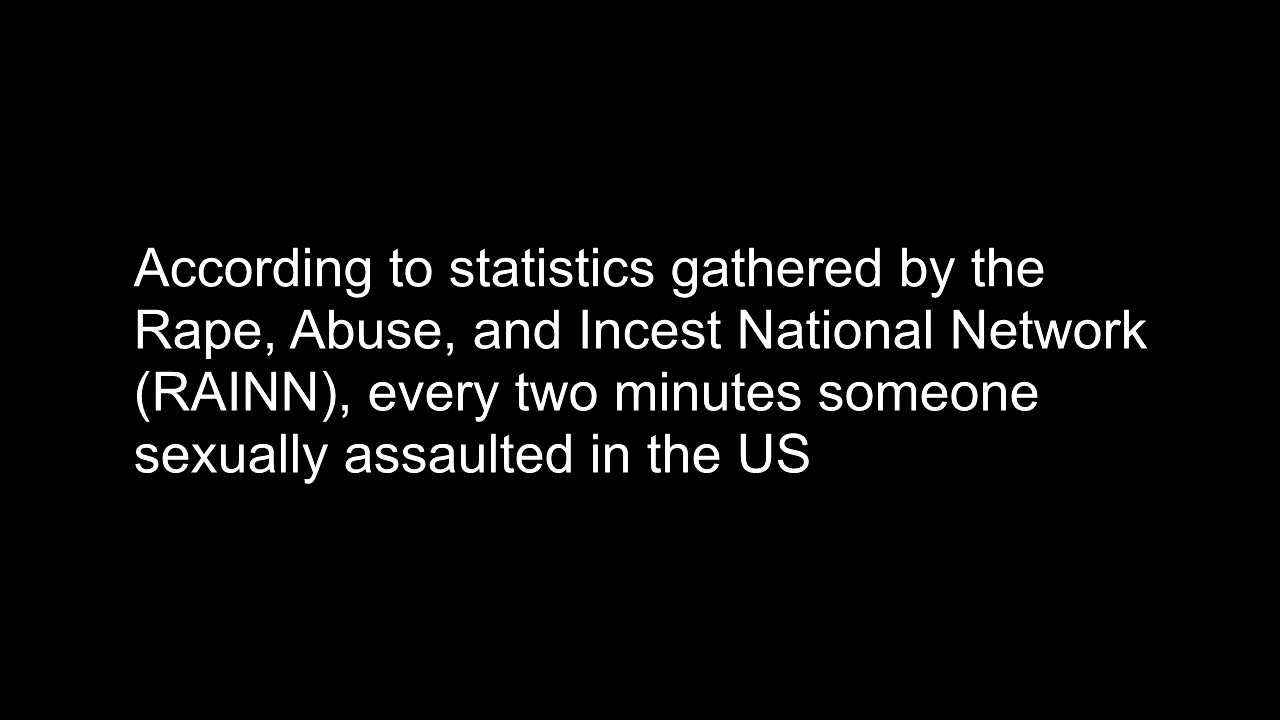 According to statistics gathered by the
Rape, Abuse, and Incest National Network
(RAINN), every two minutes someone
sexually assaulted in the US